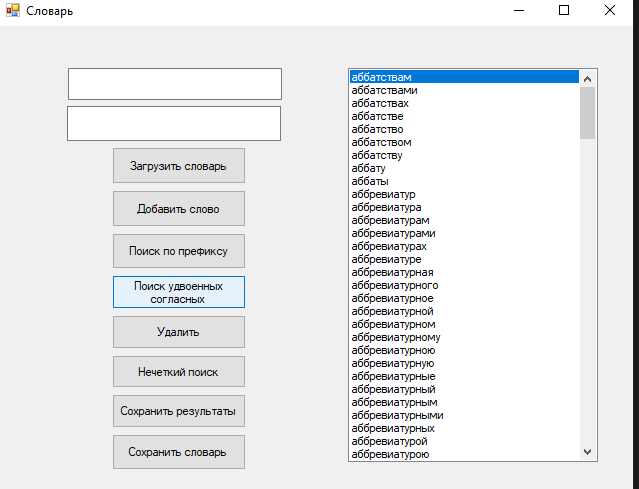 Словарь
Загрузить словарь
Добавить слово
Поиск по префиксу
Поиск удвоенных
согласных
Удалить
Нечеткий поиск
Сохранить результаты
Сохранить словарь
аббатствам
аббатствами
аббатствах
аббатстве
аббатство
аббатством
аббатству
аббату
аббаты
аббревиатур
аббревиатура
аббревиатурам
аббревиатурами
аббревиатурах
аббревиатуре
аббревиатурная
аббревиатурного
аббревиатурное
аббревиатурной
аббревиатурном
аббревиатурному
аббревиатурною
аббревиатурную
аббревиатурные
аббревиатурный
аббревиатурным
аббревиатурными
аббревиатурных
аббревиатурой
аббревиатурою